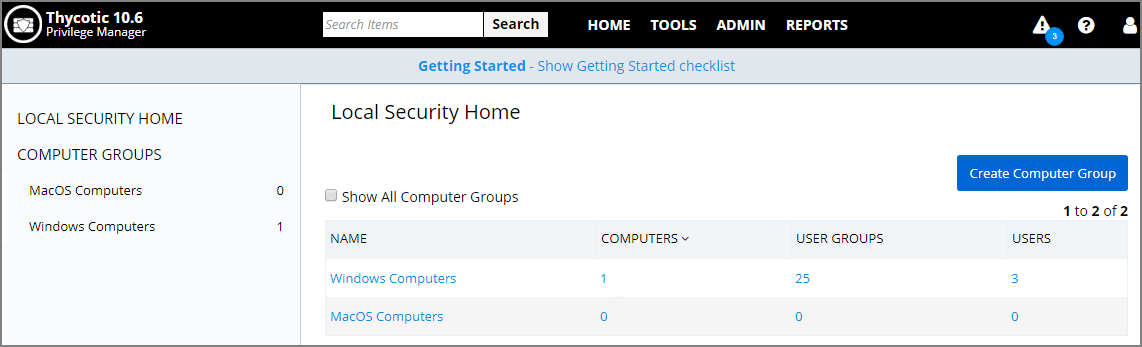 Thycotic 10.6
Privilege Manager
Search Items
Search
HOME TOOLS ADMIN REPORTS
3
?
Getting Started - Show Getting Started checklist
LOCAL SECURITY HOME
COMPUTER GROUPS
MacOS Computers 0
Windows Computers 1
Local Security Home
Create Computer Group
Show All Computer Groups
1 to 2 of 2
NAME COMPUTERS USER GROUPS USERS
Windows Computers 1 25 3
MacOS Computers 0 0 0